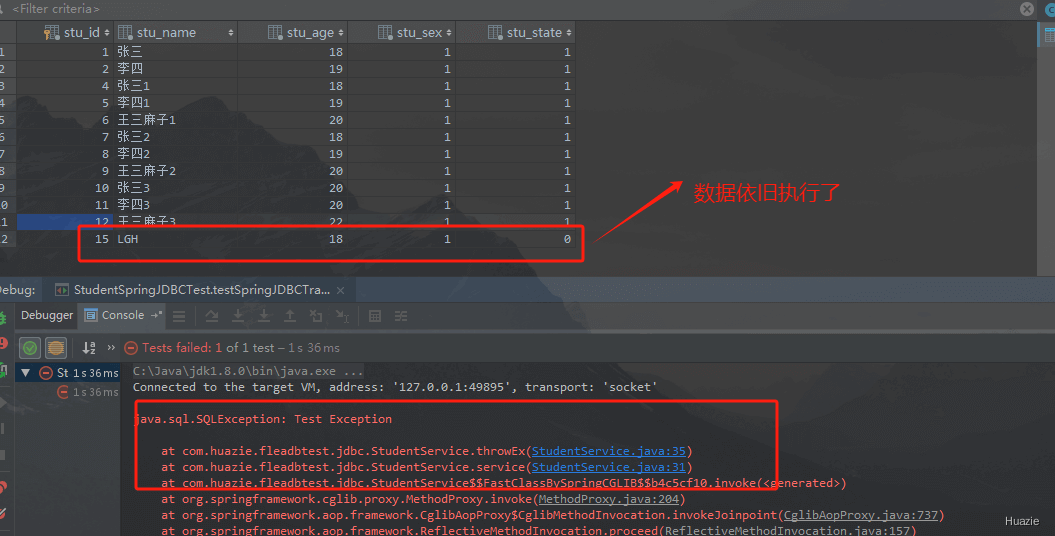 <Filter criteria>
stu_id stu_name stu_age stu_sex stu_state
1 1 张三 18 1 1
2 2 李四 19 1 1
3 4 张三1 18 1 1
4 5 李四1 19 1 1
5 6 王三麻子1 20 1 1
6 7 张三2 18 1 1
7 8 李四2 19 1 1
8 9 王三麻子2 20 1 1
9 10 张三3 20 1 1
10 11 李四3 20 1 1
11 12 王三麻子3 22 1 1
12 15 LGH 18 1 0
数据依旧执行了
Debug: StudentSpringJDBCTest.testSpringJDBCTra...
Debugger Console
Tests failed: 1 of 1 test – 1 s 36 ms
St 1 s 36 ms
1 s 36 ms
C:\Java\jdk1.8.0\bin\java.exe ...
Connected to the target VM, address: '127.0.0.1:49895', transport: 'socket'
java.sql.SQLException: Test Exception
at com.huazie.fleadbtest.jdbc.StudentService.throwEx(StudentService.java:35)
at com.huazie.fleadbtest.jdbc.StudentService.service(StudentService.java:31)
at com.huazie.fleadbtest.jdbc.StudentService$$FastClassBySpringCGLIB$$b4c5cf10.invoke(<generated>)
at org.springframework.cglib.proxy.MethodProxy.invoke(MethodProxy.java:204)
at org.springframework.aop.framework.CglibAopProxy$CglibMethodInvocation.invokeJoinpoint(CglibAopProxy.java:737)
at org.springframework.aop.framework.ReflectiveMethodInvocation.proceed(ReflectiveMethodInvocation.java:157)
Huazie